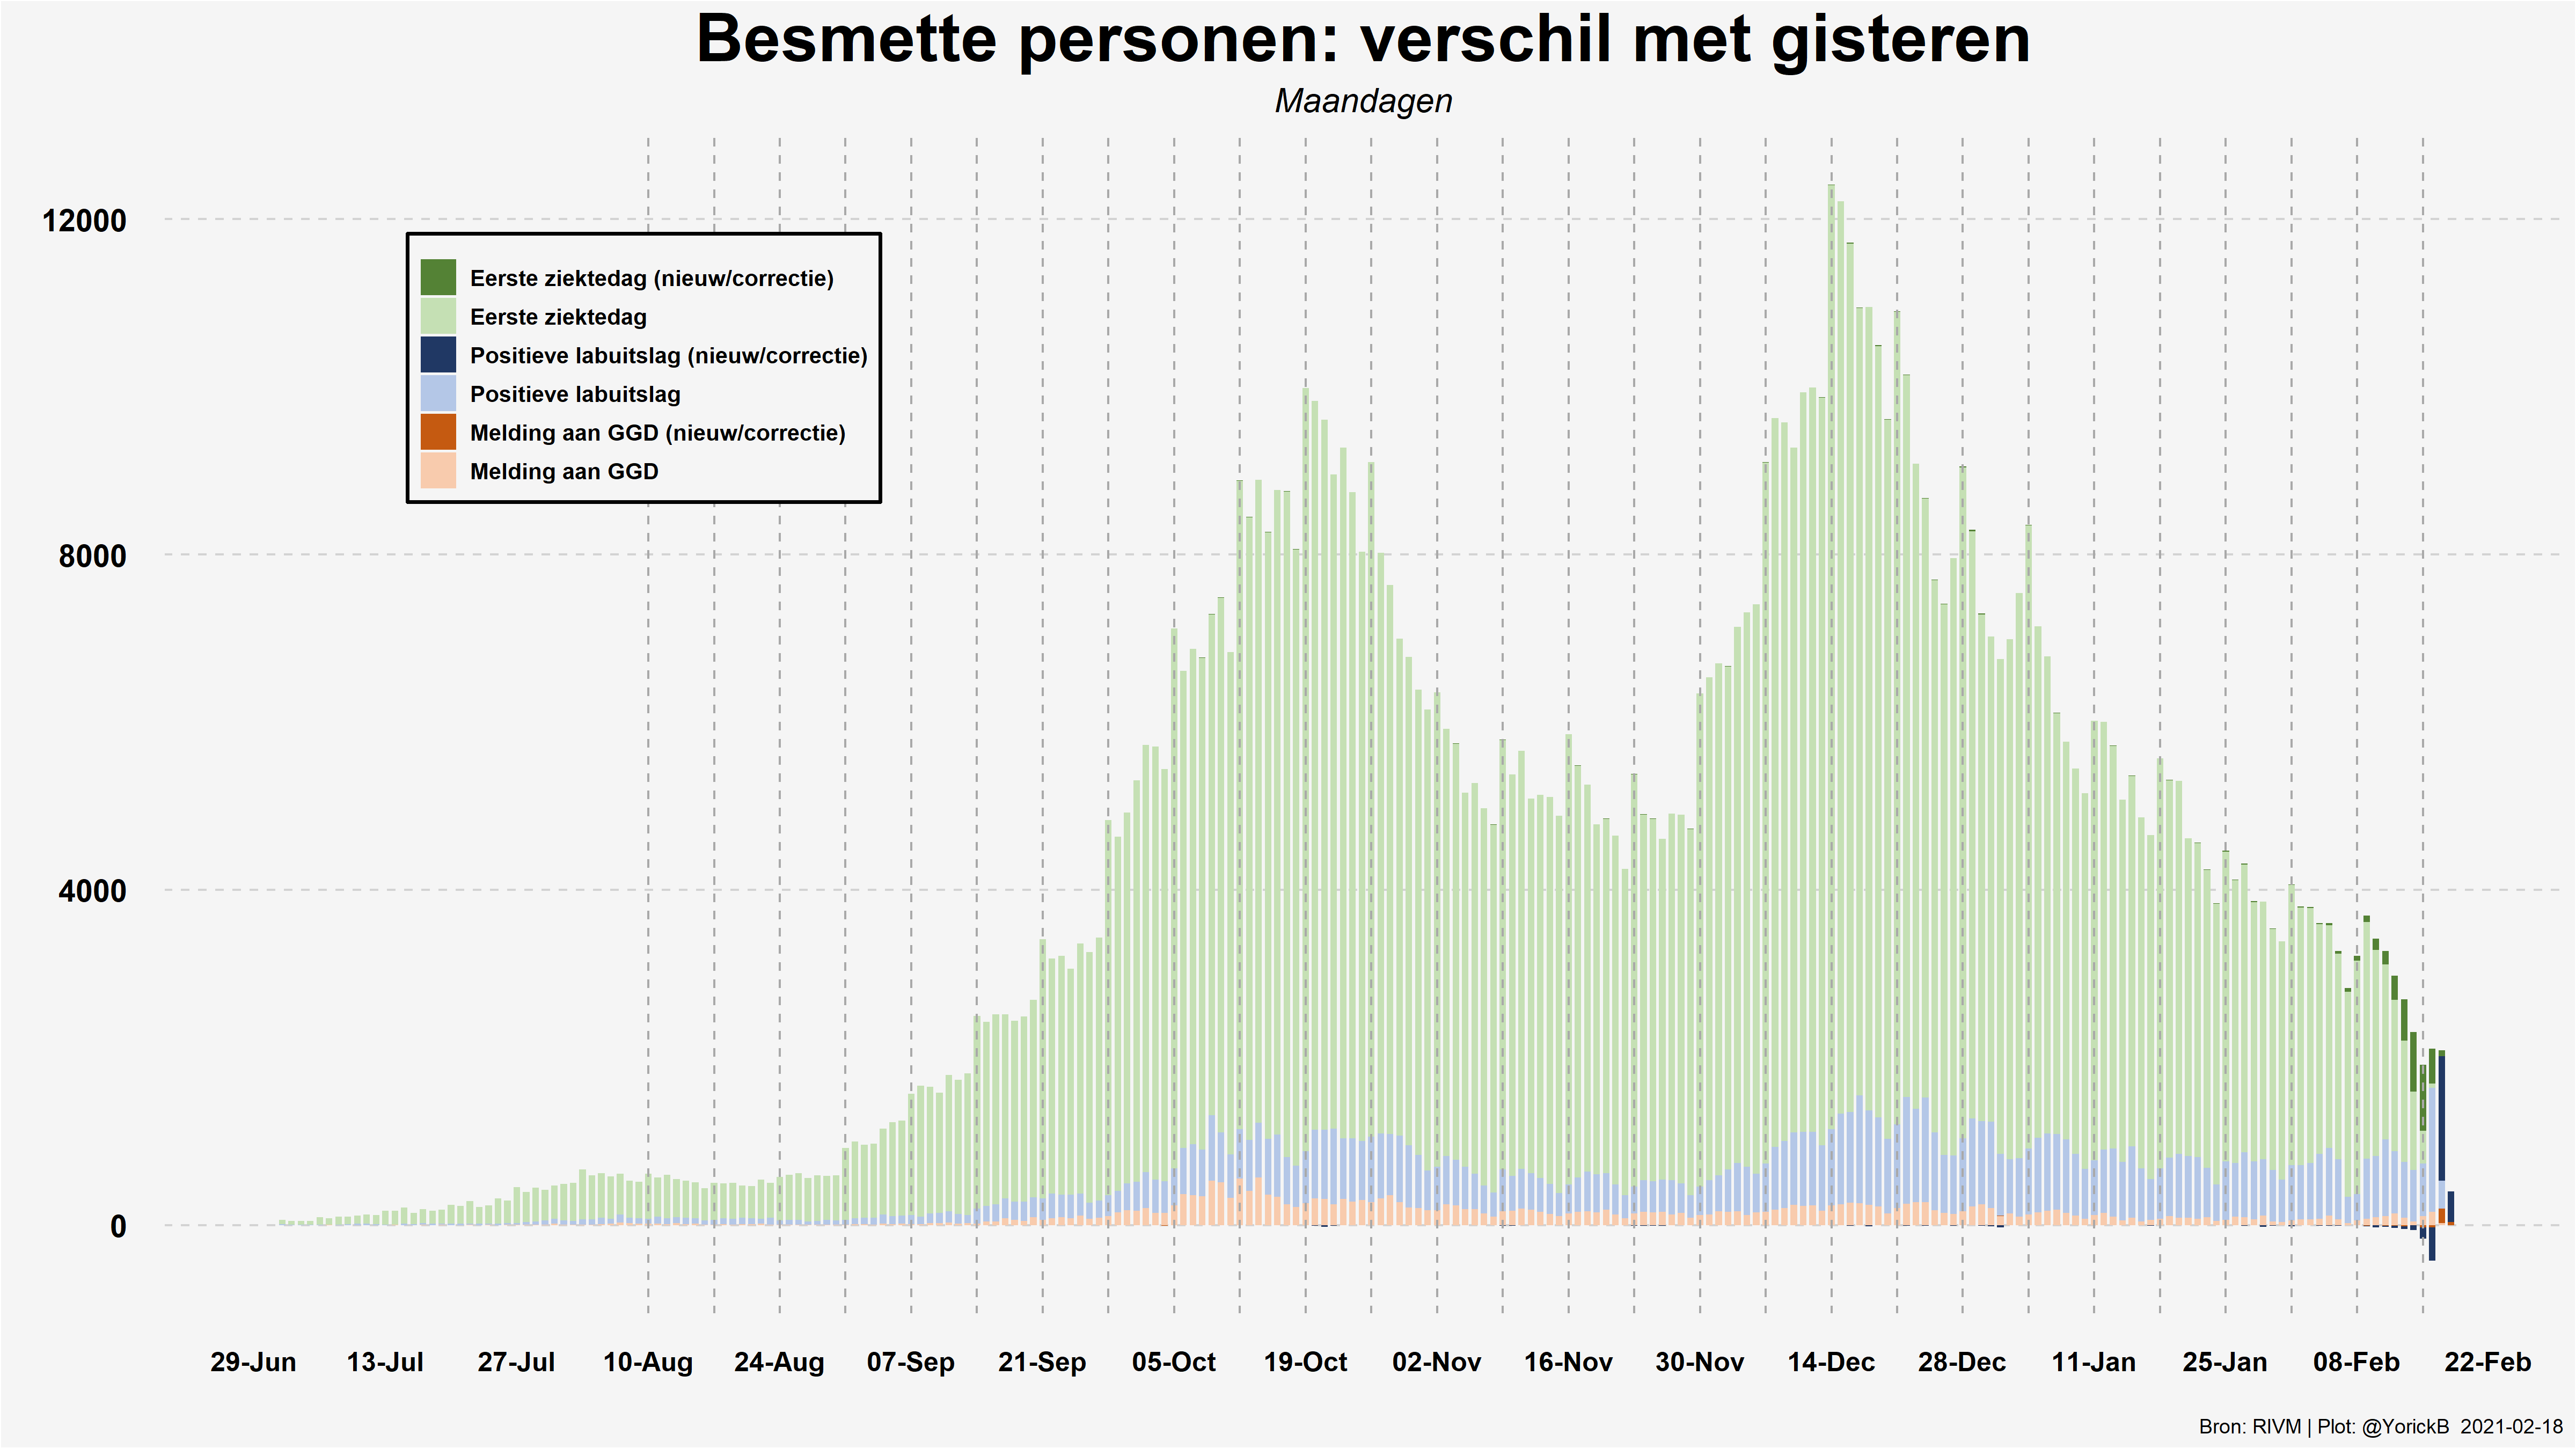 Besmette personen: verschil met gisteren
Maandagen
12000
8000
4000
0
Eerste ziektedag (nieuw/correctie)
Eerste ziektedag
Positieve labuitslag (nieuw/correctie)
Positieve labuitslag
Melding aan GGD (nieuw/correctie)
Melding aan GGD
29-Jun 13-Jul 27-Jul 10-Aug 24-Aug 07-Sep 21-Sep 05-Oct 19-Oct 02-Nov 16-Nov 30-Nov 14-Dec 28-Dec 11-Jan 25-Jan 08-Feb 22-Feb
Bron: RIVM | Plot: @YorickB 2021-02-18